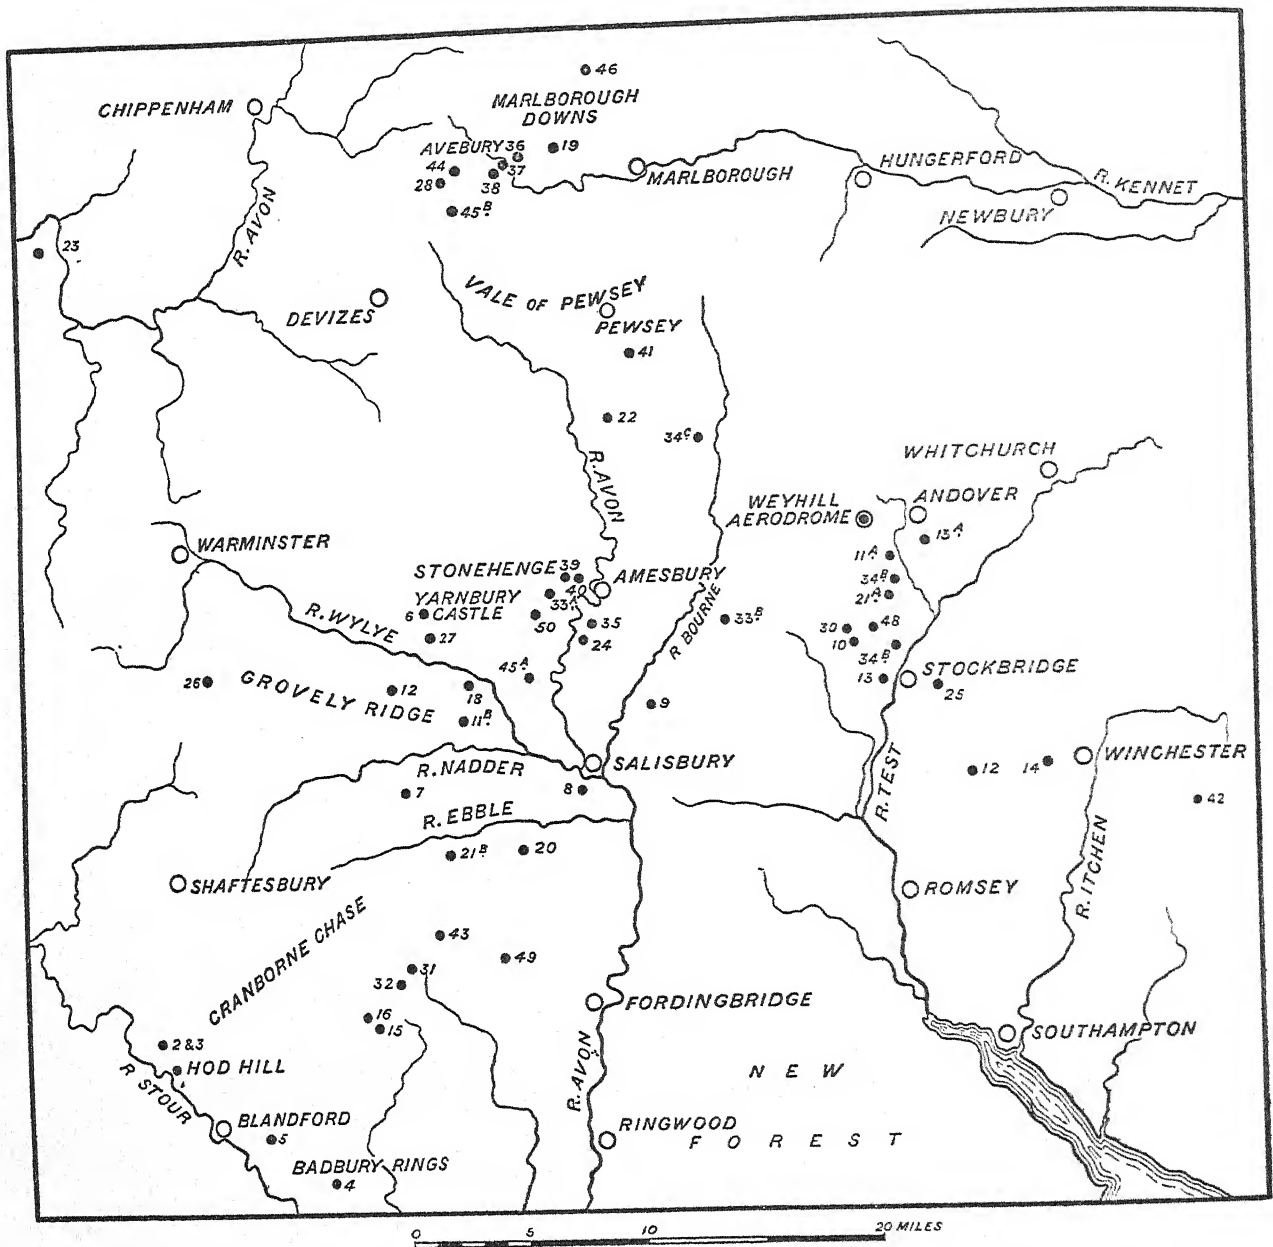 46
CHIPPENHAM
MARLBOROUGH
DOWNS
AVEBURY 36
19
37
44
38
28
45B
MARLBOROUGH
HUNGERFORD
R. KENNET
NEWBURY
23
R. AVON
VALE OF PEWSEY
DEVIZES
PEWSEY
41
22
34C
WHITCHURCH
R. AVON
WEYHILL
AERODROME
ANDOVER
13A
11A
WARMINSTER
STONEHENGE 39
40
AMESBURY
34B
21A
YARNBURY
6 CASTLE
33A
50
35
R. WYLYE
27
24
R BOURNE
33B
30
48
10
34B
45A
STOCKBRIDGE
13
25
26
GROVELY RIDGE
12
18
11B
9
R. NADDER
SALISBURY
R. TEST
12
14
WINCHESTER
7
8
42
R. EBBLE
21B
20
SHAFTESBURY
ROMSEY
R. ITCHEN
CRANBORNE CHASE
43
49
31
32
FORDINGBRIDGE
16
15
SOUTHAMPTON
2&3
HOD HILL
R STOUR
R. AVON
NEW
BLANDFORD
5
RINGWOOD
FOREST
BADBURY RINGS
4
0 5 10 20 MILES